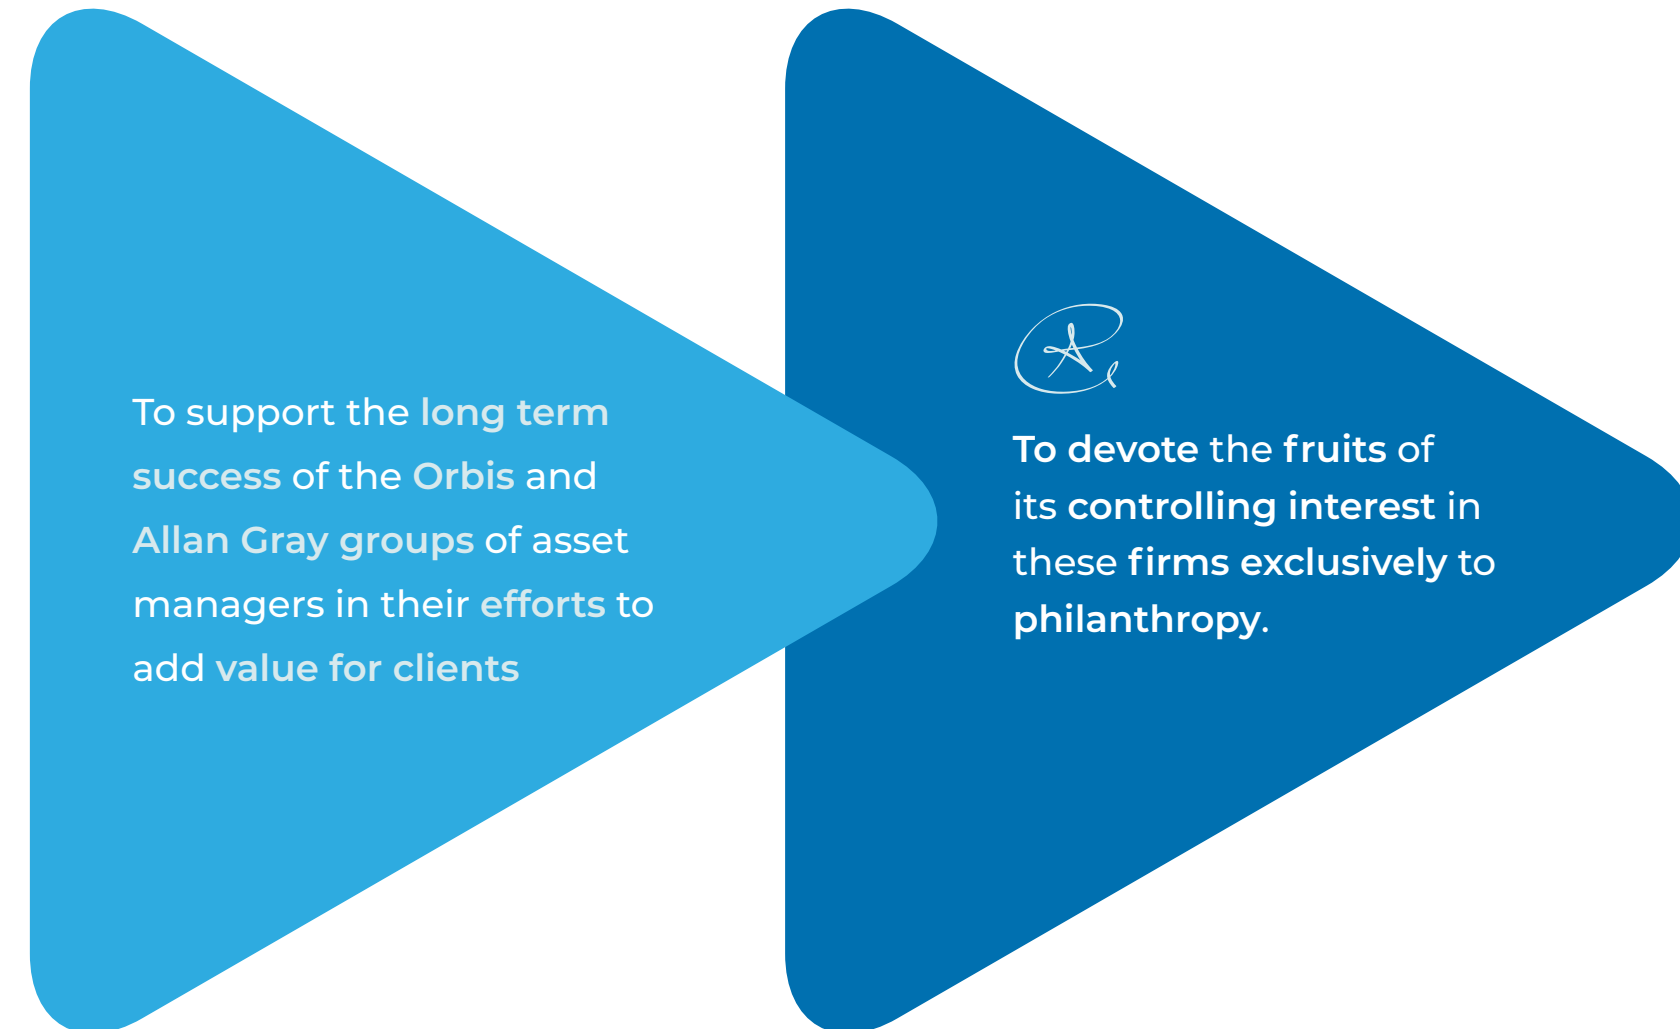 To support the long term
success of the Orbis and
Allan Gray groups of asset
managers in their efforts to
add value for clients
&
To devote the fruits of
its controlling interest in
these firms exclusively to
philanthropy.